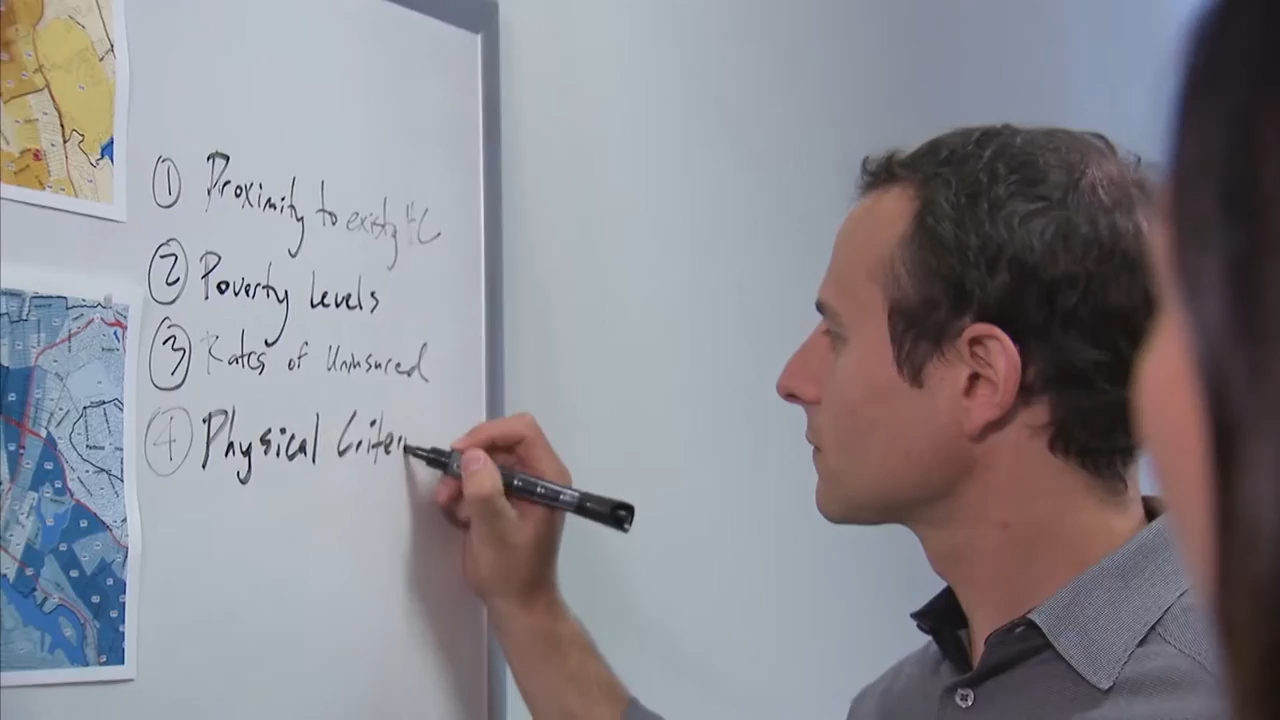 ① Proximity to existg HC
② Poverty Levels
③ Rates of Uninsured
④ Physical Criter